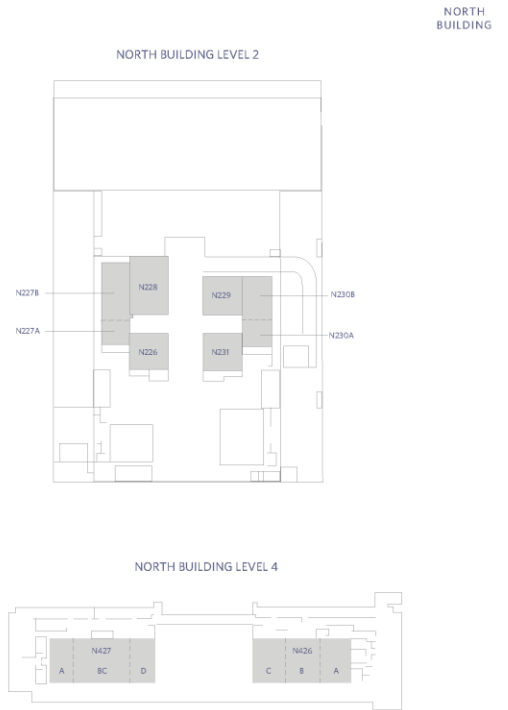 NORTH
BUILDING
NORTH BUILDING LEVEL 2
N227B
N228
N229
N230B
N227A
N230A
N226
N231
NORTH BUILDING LEVEL 4
N427
N426
A
BC
D
C
B
A